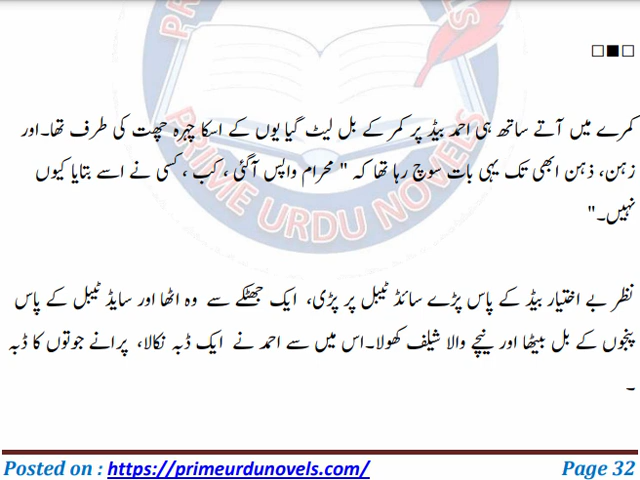 □■□
کمرے میں آتے ساتھ ہی احمد بیڈ پر کمر کے بل لیٹ گیا یوں کے اسکا چہرہ چھت کی طرف تھا۔اور
زہن، ذہن ابھی تک یہی بات سوچ رہا تھا کہ " محرام واپس آگئی ، کب ، کسی نے اسے بتایا کیوں
نہیں۔"
نظر بے اختیار بیڈ کے پاس پڑے سائڈ ٹیبل پر پڑی، ایک جھٹکے سے وہ اٹھا اور سایڈ ٹیبل کے پاس
پنجوں کے بل بیٹھا اور نیچے والا شیلف کھولا۔اس میں سے احمد نے ایک ڈبہ نکالا، پرانے جوتوں کا ڈبہ
۔
PRIME URDU NOVELS
Posted on : https://primeurdunovels.com/ Page 32